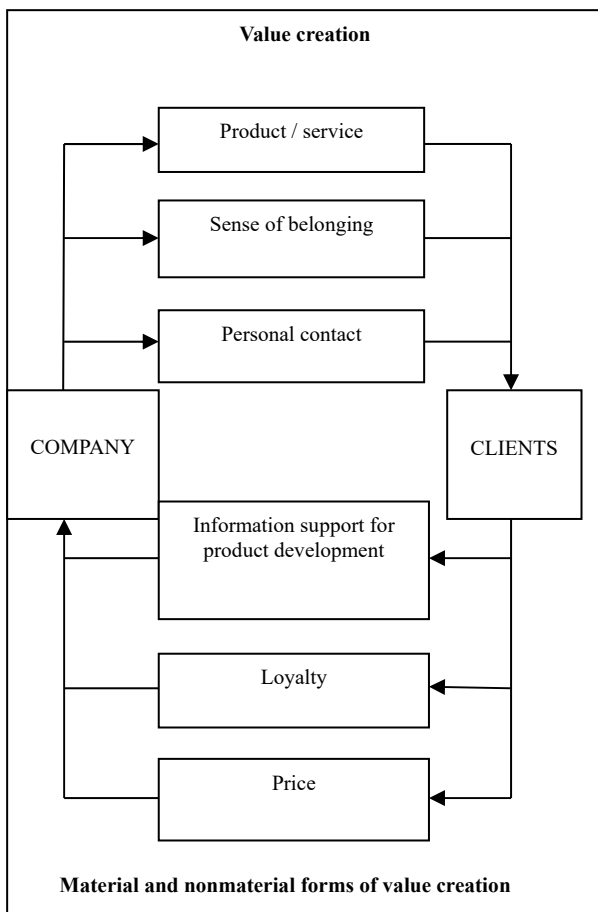 Value creation
Product / service
Sense of belonging
Personal contact
COMPANY
CLIENTS
Information support for
product development
Loyalty
Price
Material and nonmaterial forms of value creation